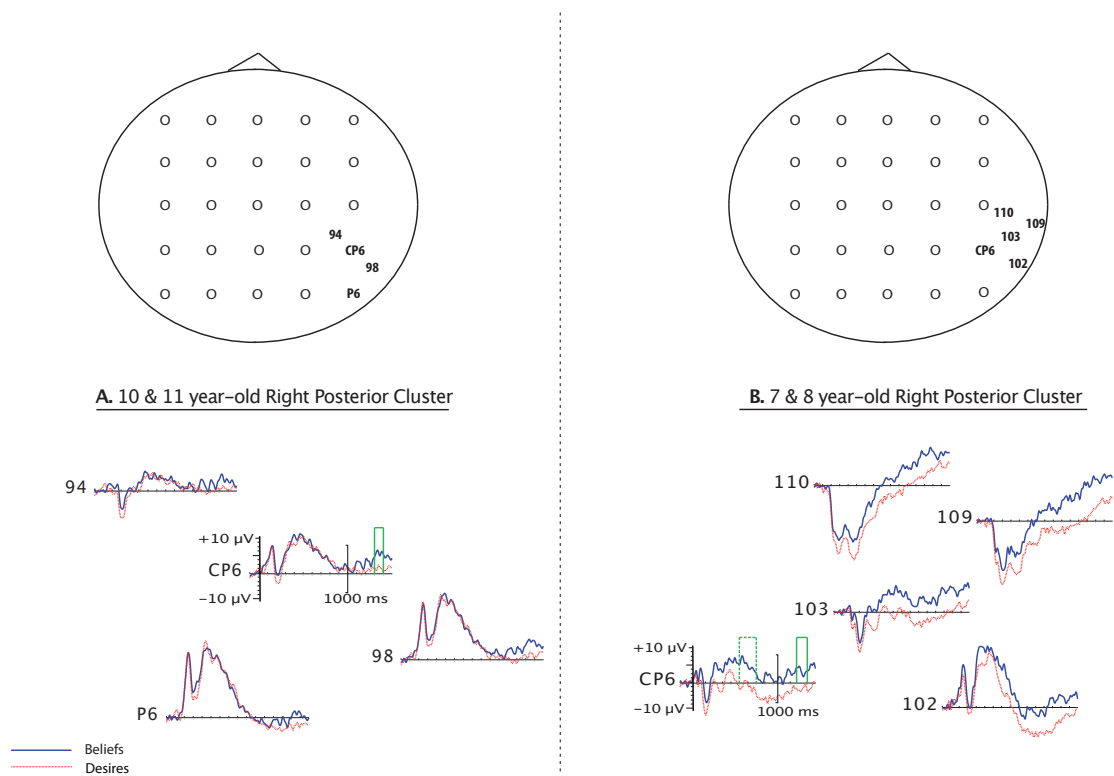 94
CP6
98
P6
A. 10 & 11 year-old Right Posterior Cluster
94
+10 µV
CP6
–10 µV
1000 ms
98
P6
Beliefs
Desires
110
109
103
CP6
102
B. 7 & 8 year-old Right Posterior Cluster
110
109
103
+10 µV
CP6
–10 µV
1000 ms
102